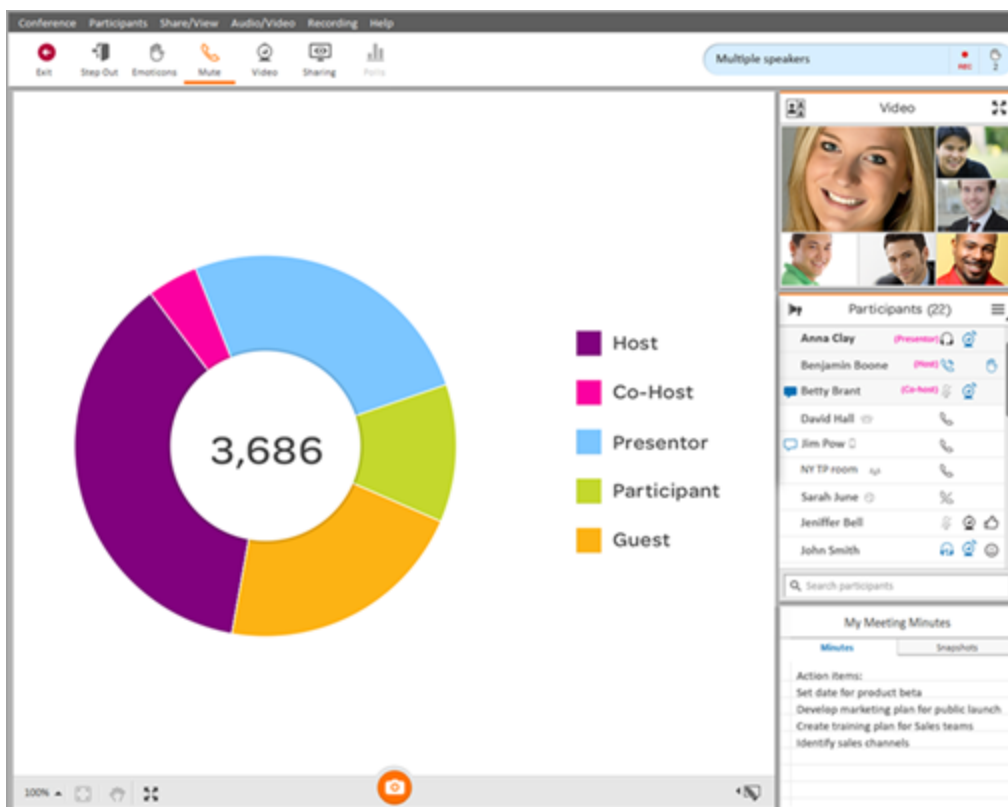 Conference Participants Share/View Audio/Video Recording Help
Exit Step Out Emoticons Mute Video Sharing Polls
Multiple speakers
REC 2
Video
3,686
Host
Co-Host
Presentor
Participant
Guest
Participants (22)
Anna Clay (Presentor)
Benjamin Boone (Host)
Betty Brant (Co-host)
David Hall
Jim Pow
NY TP room
Sarah June
Jeniffer Bell
John Smith
Search participants
My Meeting Minutes
Minutes Snapshots
Action items:
Set date for product beta
Develop marketing plan for public launch
Create training plan for Sales teams
Identify sales channels
100%